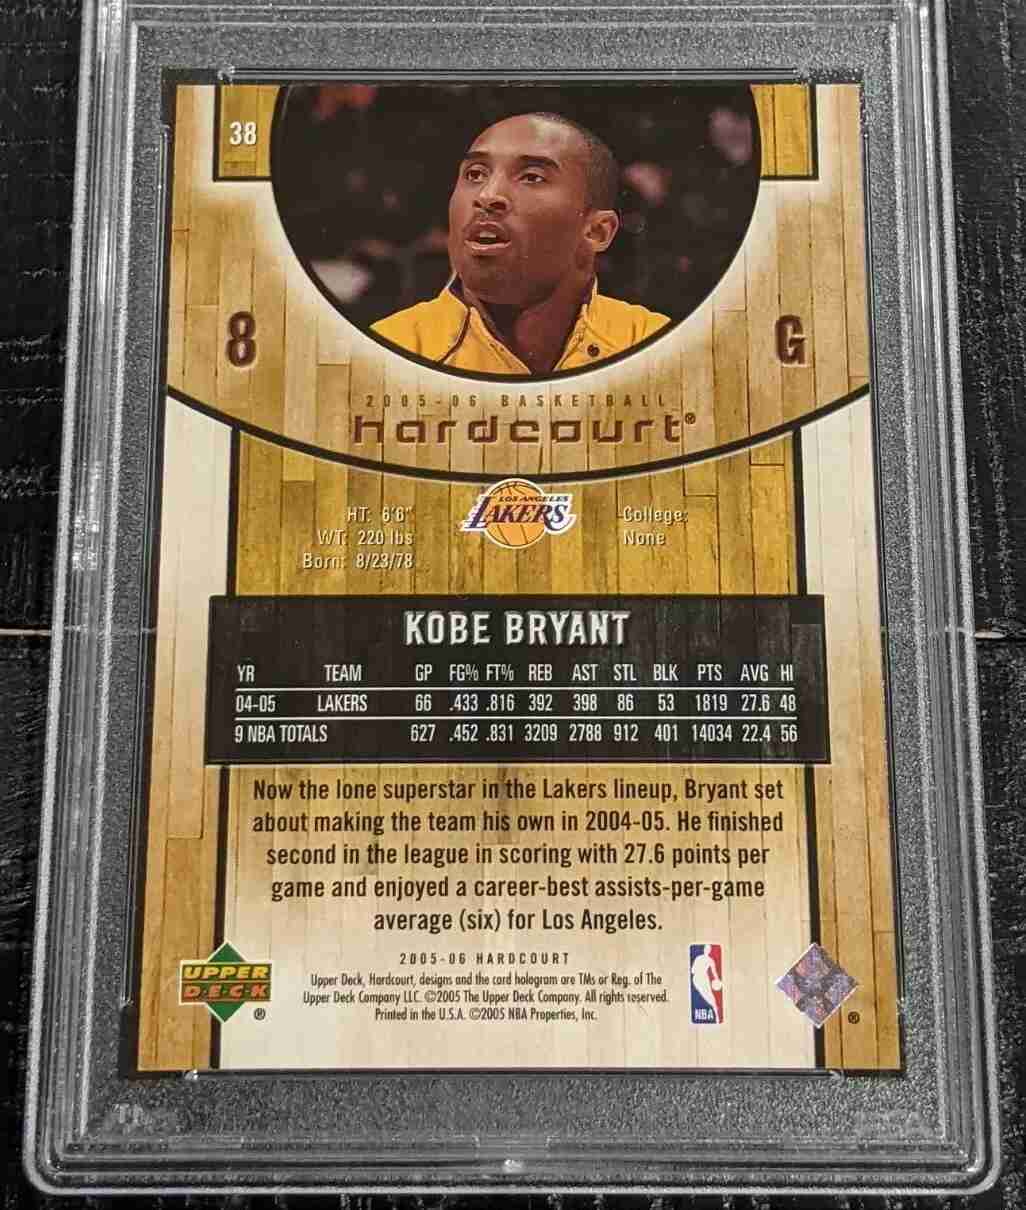 38
8
G
2005-06 BASKETBALL
hardcourt®
LOS ANGELES
LAKERS
HT: 6'6"
WT: 220 lbs
Born: 8/23/78
College:
None
KOBE BRYANT
YR TEAM GP FG% FT% REB AST STL BLK PTS AVG HI
04-05 LAKERS 66 .433 .816 392 398 86 53 1819 27.6 48
9 NBA TOTALS 627 .452 .831 3209 2788 912 401 14034 22.4 56
Now the lone superstar in the Lakers lineup, Bryant set
about making the team his own in 2004-05. He finished
second in the league in scoring with 27.6 points per
game and enjoyed a career-best assists-per-game
average (six) for Los Angeles.
2005-06 HARDCOURT
Upper Deck, Hardcourt, designs and the card hologram are TMs or Reg. of The
Upper Deck Company LLC. ©2005 The Upper Deck Company. All rights reserved.
Printed in the U.S.A. ©2005 NBA Properties, Inc.
UPPER
DECK
®
NBA
®